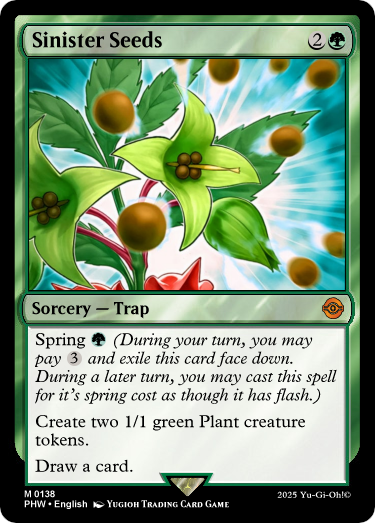 Sinister Seeds 2
Sorcery — Trap
Spring (During your turn, you may
pay 3 and exile this card face down.
During a later turn, you may cast this spell
for it's spring cost as though it has flash.)
Create two 1/1 green Plant creature
tokens.
Draw a card.
M 0138
PHW • English YUGIOH TRADING CARD GAME
2025 Yu-Gi-Oh!©